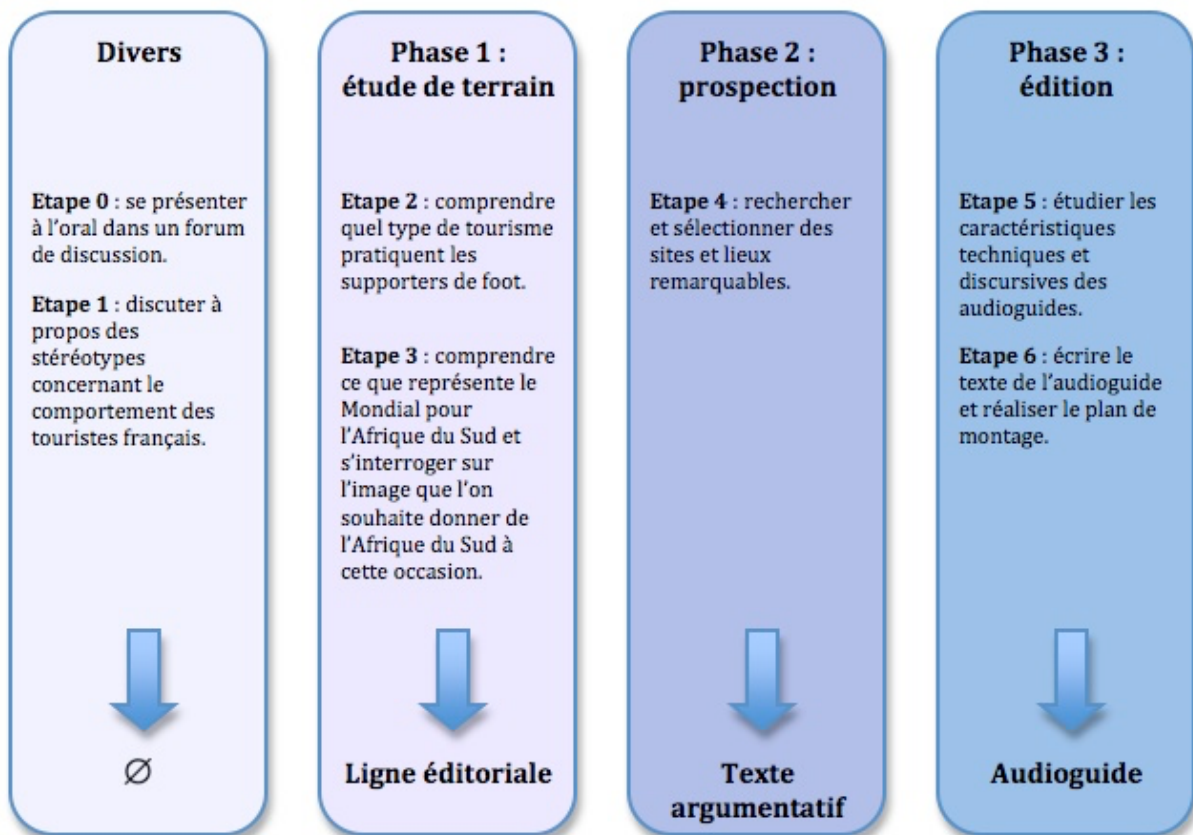 Divers
Etape 0 : se présenter
à l'oral dans un forum
de discussion.
Etape 1 : discuter à
propos des
stéréotypes
concernant le
comportement des
touristes français.
Ø
Phase 1 :
étude de terrain
Etape 2 : comprendre
quel type de tourisme
pratiquent les
supporters de foot.
Etape 3 : comprendre
ce que représente le
Mondial pour
l'Afrique du Sud et
s'interroger sur
l'image que l'on
souhaite donner de
l'Afrique du Sud à
cette occasion.
Ligne éditoriale
Phase 2 :
prospection
Etape 4 : rechercher
et sélectionner des
sites et lieux
remarquables.
Texte
argumentatif
Phase 3 :
édition
Etape 5 : étudier les
caractéristiques
techniques et
discursives des
audioguides.
Etape 6 : écrire le
texte de l'audioguide
et réaliser le plan de
montage.
Audioguide